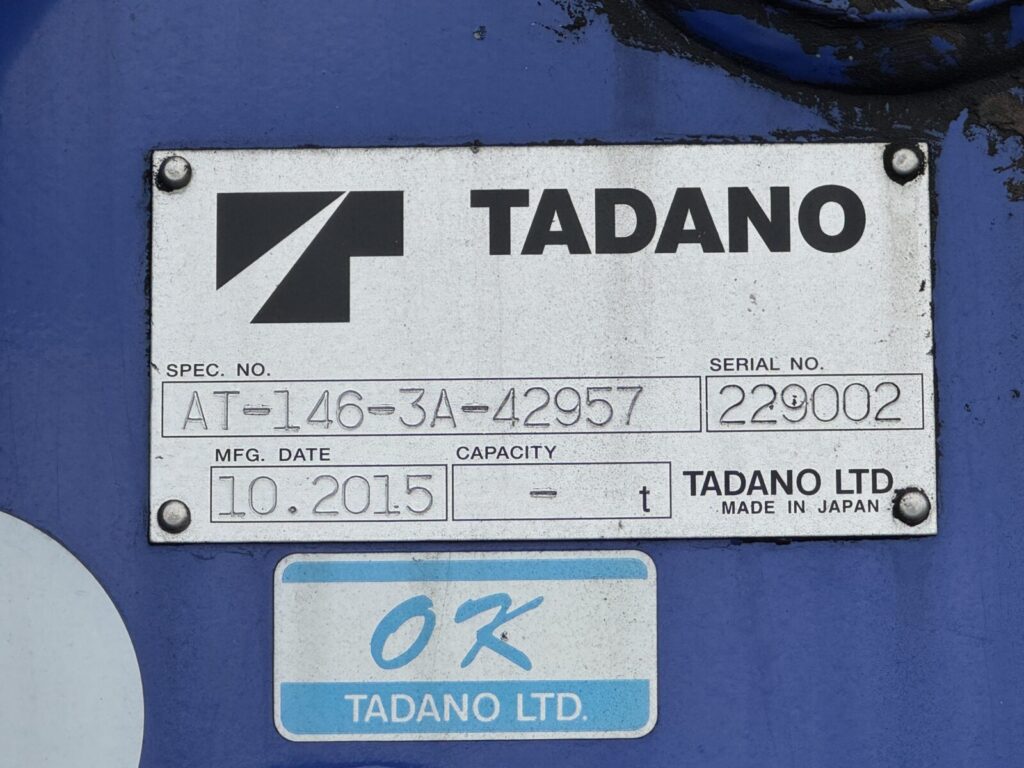 TADANO
SPEC. NO. SERIAL NO.
AT-146-3A-42957 229002
MFG. DATE CAPACITY
10.2015 - t TADANO LTD.
MADE IN JAPAN
OK
TADANO LTD.